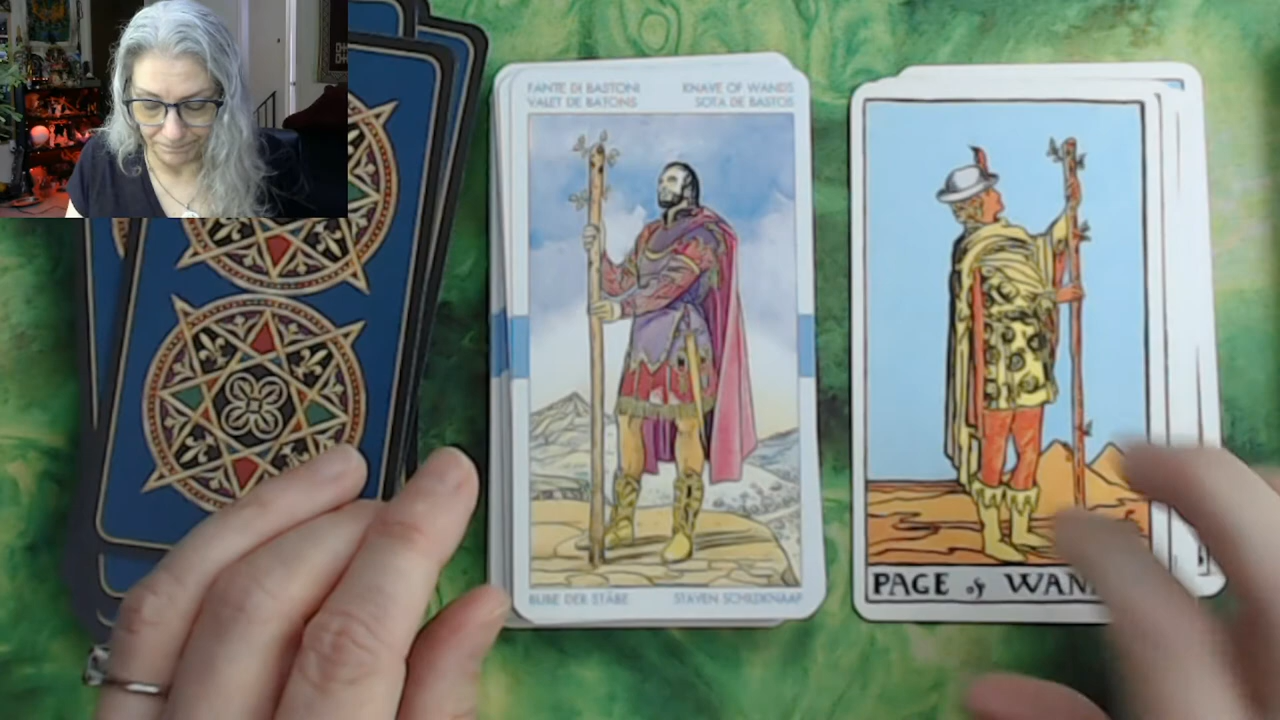 FANTE DI BASTONI
VALET DE BATONS
KNAVE OF WANDS
SOTA DE BASTOS
BUBE DER STÄBE
STAVEN SCHILDKNAAP
PAGE of WAN